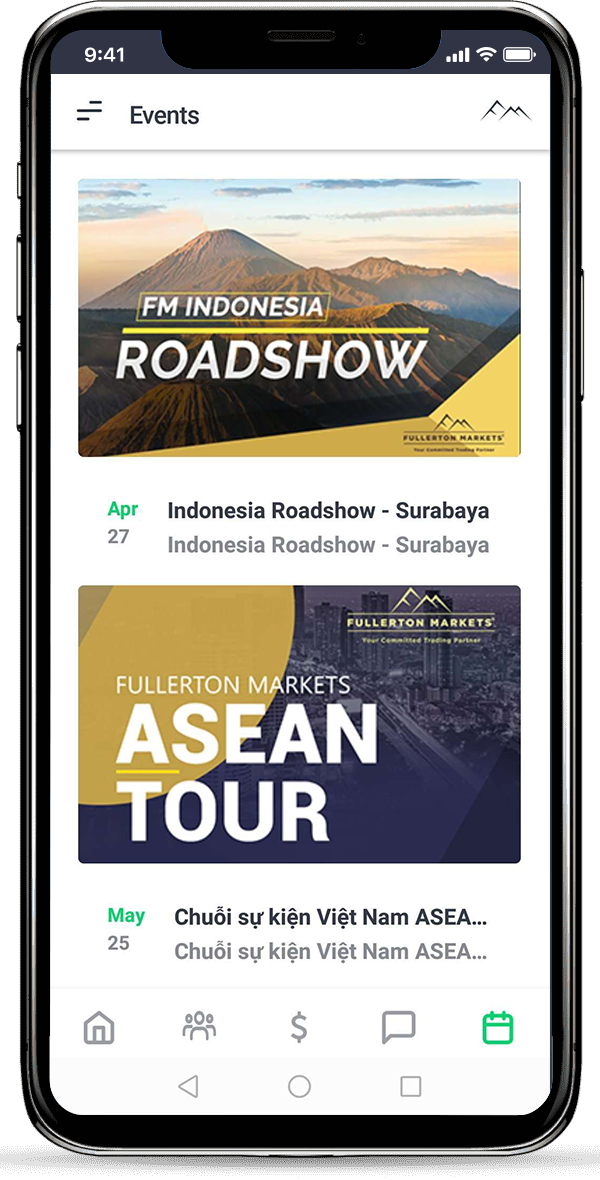 9:41
Events
FM INDONESIA
ROADSHOW
FULLERTON MARKETS
Your Committed Trading Partner
Apr
27
Indonesia Roadshow - Surabaya
Indonesia Roadshow - Surabaya
FULLERTON MARKETS
Your Committed Trading Partner
FULLERTON MARKETS
ASEAN
TOUR
May
25
Chuỗi sự kiện Việt Nam ASEA...
Chuỗi sự kiện Việt Nam ASEA...
$